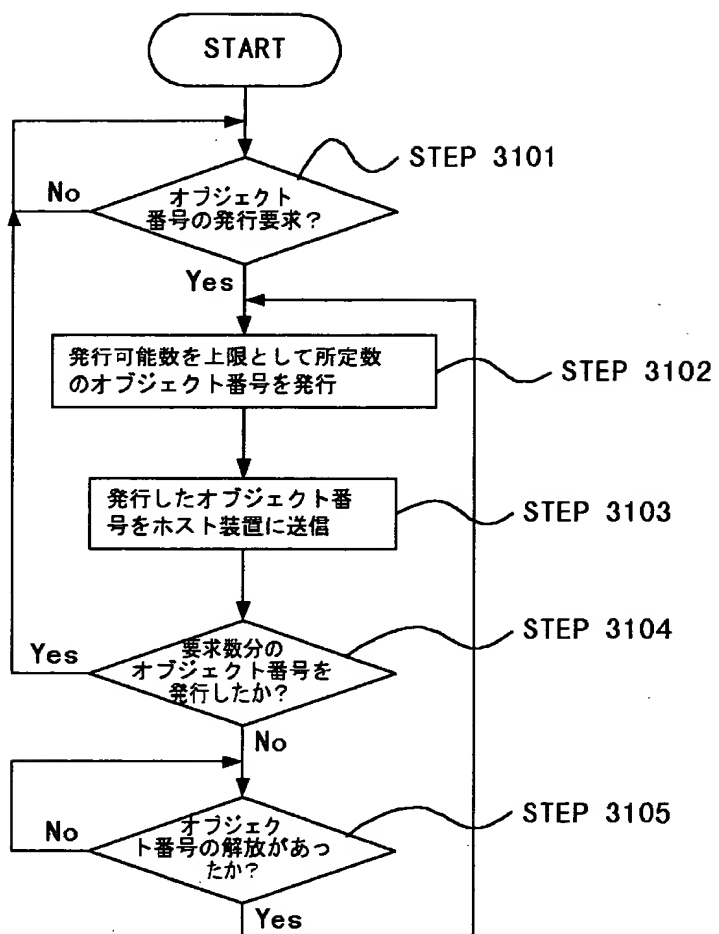 START
STEP 3101
No
オブジェクト
番号の発行要求？
Yes
発行可能数を上限として所定数
のオブジェクト番号を発行
STEP 3102
発行したオブジェクト番
号をホスト装置に送信
STEP 3103
STEP 3104
Yes
要求数分の
オブジェクト番号を
発行したか？
No
STEP 3105
No
オブジェク
ト番号の解放があっ
たか？
Yes